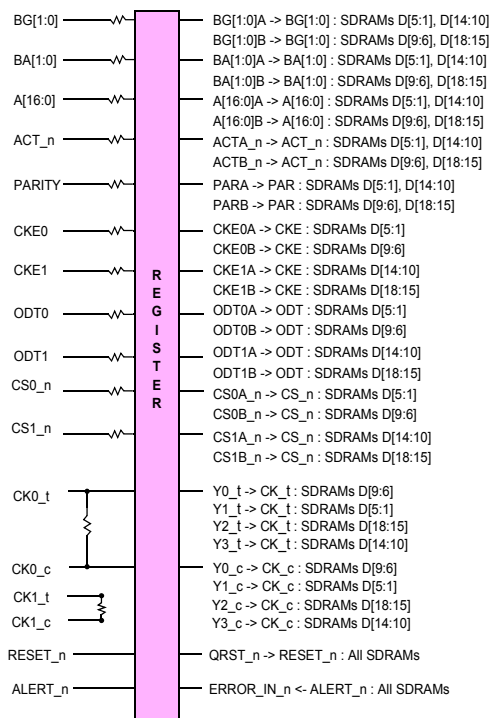 BG[1:0]
BG[1:0]A -> BG[1:0] : SDRAMs D[5:1], D[14:10]
BG[1:0]B -> BG[1:0] : SDRAMs D[9:6], D[18:15]
BA[1:0]
BA[1:0]A -> BA[1:0] : SDRAMs D[5:1], D[14:10]
BA[1:0]B -> BA[1:0] : SDRAMs D[9:6], D[18:15]
A[16:0]
A[16:0]A -> A[16:0] : SDRAMs D[5:1], D[14:10]
A[16:0]B -> A[16:0] : SDRAMs D[9:6], D[18:15]
ACT_n
ACTA_n -> ACT_n : SDRAMs D[5:1], D[14:10]
ACTB_n -> ACT_n : SDRAMs D[9:6], D[18:15]
PARITY
PARA -> PAR : SDRAMs D[5:1], D[14:10]
PARB -> PAR : SDRAMs D[9:6], D[18:15]
CKE0
CKE0A -> CKE : SDRAMs D[5:1]
CKE0B -> CKE : SDRAMs D[9:6]
CKE1
CKE1A -> CKE : SDRAMs D[14:10]
CKE1B -> CKE : SDRAMs D[18:15]
ODT0
ODT0A -> ODT : SDRAMs D[5:1]
ODT0B -> ODT : SDRAMs D[9:6]
ODT1
ODT1A -> ODT : SDRAMs D[14:10]
ODT1B -> ODT : SDRAMs D[18:15]
CS0_n
CS0A_n -> CS_n : SDRAMs D[5:1]
CS0B_n -> CS_n : SDRAMs D[9:6]
CS1_n
CS1A_n -> CS_n : SDRAMs D[14:10]
CS1B_n -> CS_n : SDRAMs D[18:15]
REGISTER
CK0_t
Y0_t -> CK_t : SDRAMs D[9:6]
Y1_t -> CK_t : SDRAMs D[5:1]
Y2_t -> CK_t : SDRAMs D[18:15]
Y3_t -> CK_t : SDRAMs D[14:10]
CK0_c
Y0_c -> CK_c : SDRAMs D[9:6]
Y1_c -> CK_c : SDRAMs D[5:1]
Y2_c -> CK_c : SDRAMs D[18:15]
Y3_c -> CK_c : SDRAMs D[14:10]
CK1_t
CK1_c
RESET_n
QRST_n -> RESET_n : All SDRAMs
ALERT_n
ERROR_IN_n <- ALERT_n : All SDRAMs